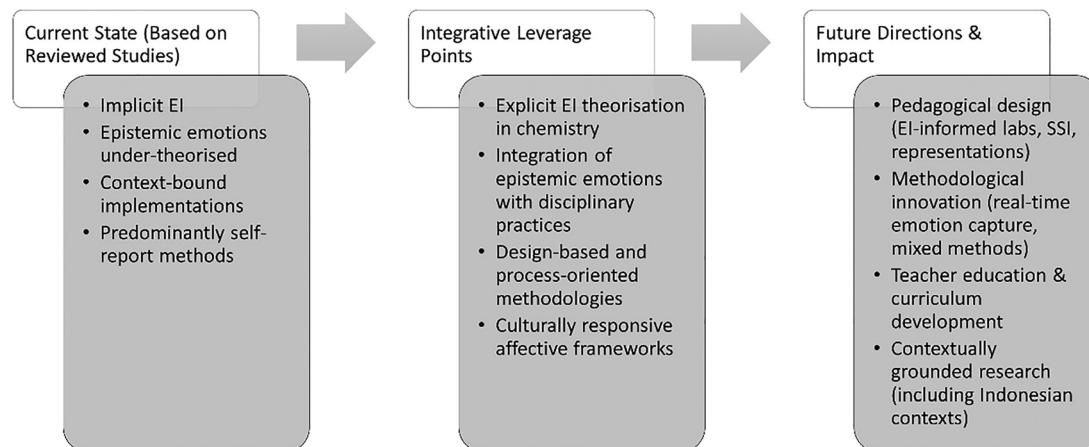 Current State (Based on
Reviewed Studies)
• Implicit EI
• Epistemic emotions
under-theorised
• Context-bound
implementations
• Predominantly self-
report methods
Integrative Leverage
Points
• Explicit EI theorisation
in chemistry
• Integration of
epistemic emotions
with disciplinary
practices
• Design-based and
process-oriented
methodologies
• Culturally responsive
affective frameworks
Future Directions &
Impact
• Pedagogical design
(EI-informed labs, SSI,
representations)
• Methodological
innovation (real-time
emotion capture,
mixed methods)
• Teacher education &
curriculum
development
• Contextually
grounded research
(including Indonesian
contexts)